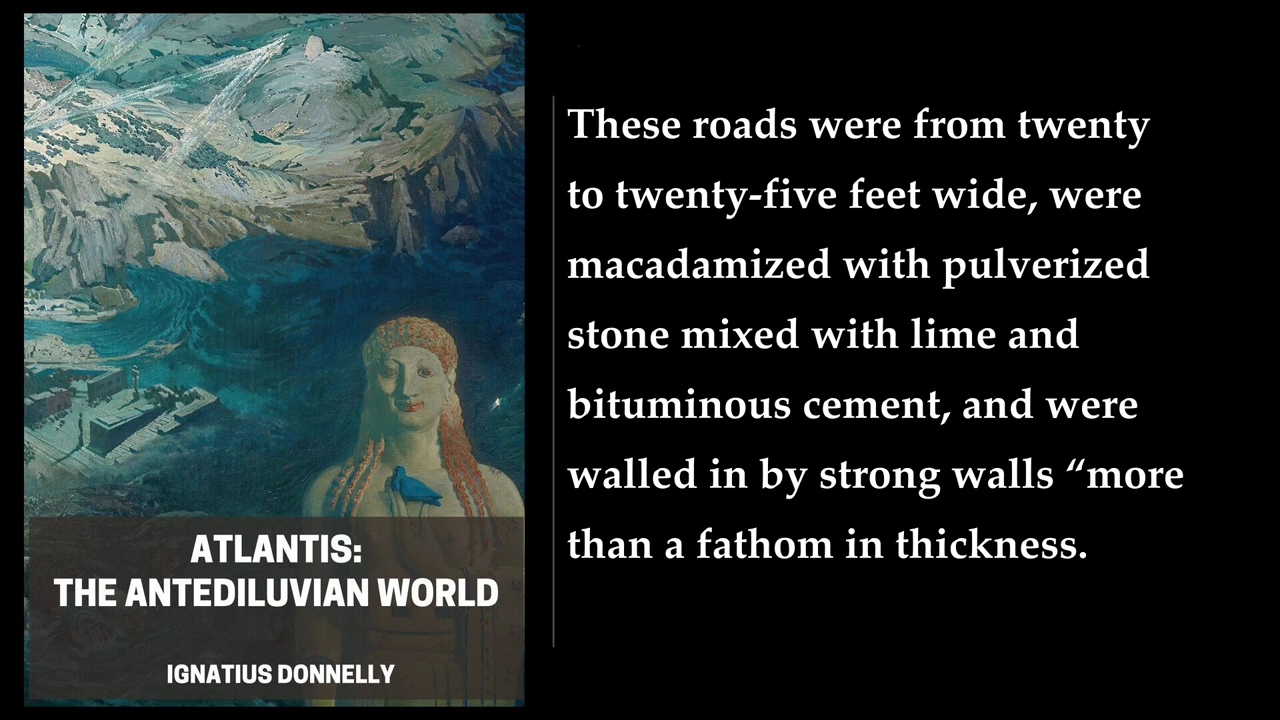 ATLANTIS:
THE ANTEDILUVIAN WORLD
IGNATIUS DONNELLY
These roads were from twenty
to twenty-five feet wide, were
macadamized with pulverized
stone mixed with lime and
bituminous cement, and were
walled in by strong walls “more
than a fathom in thickness.